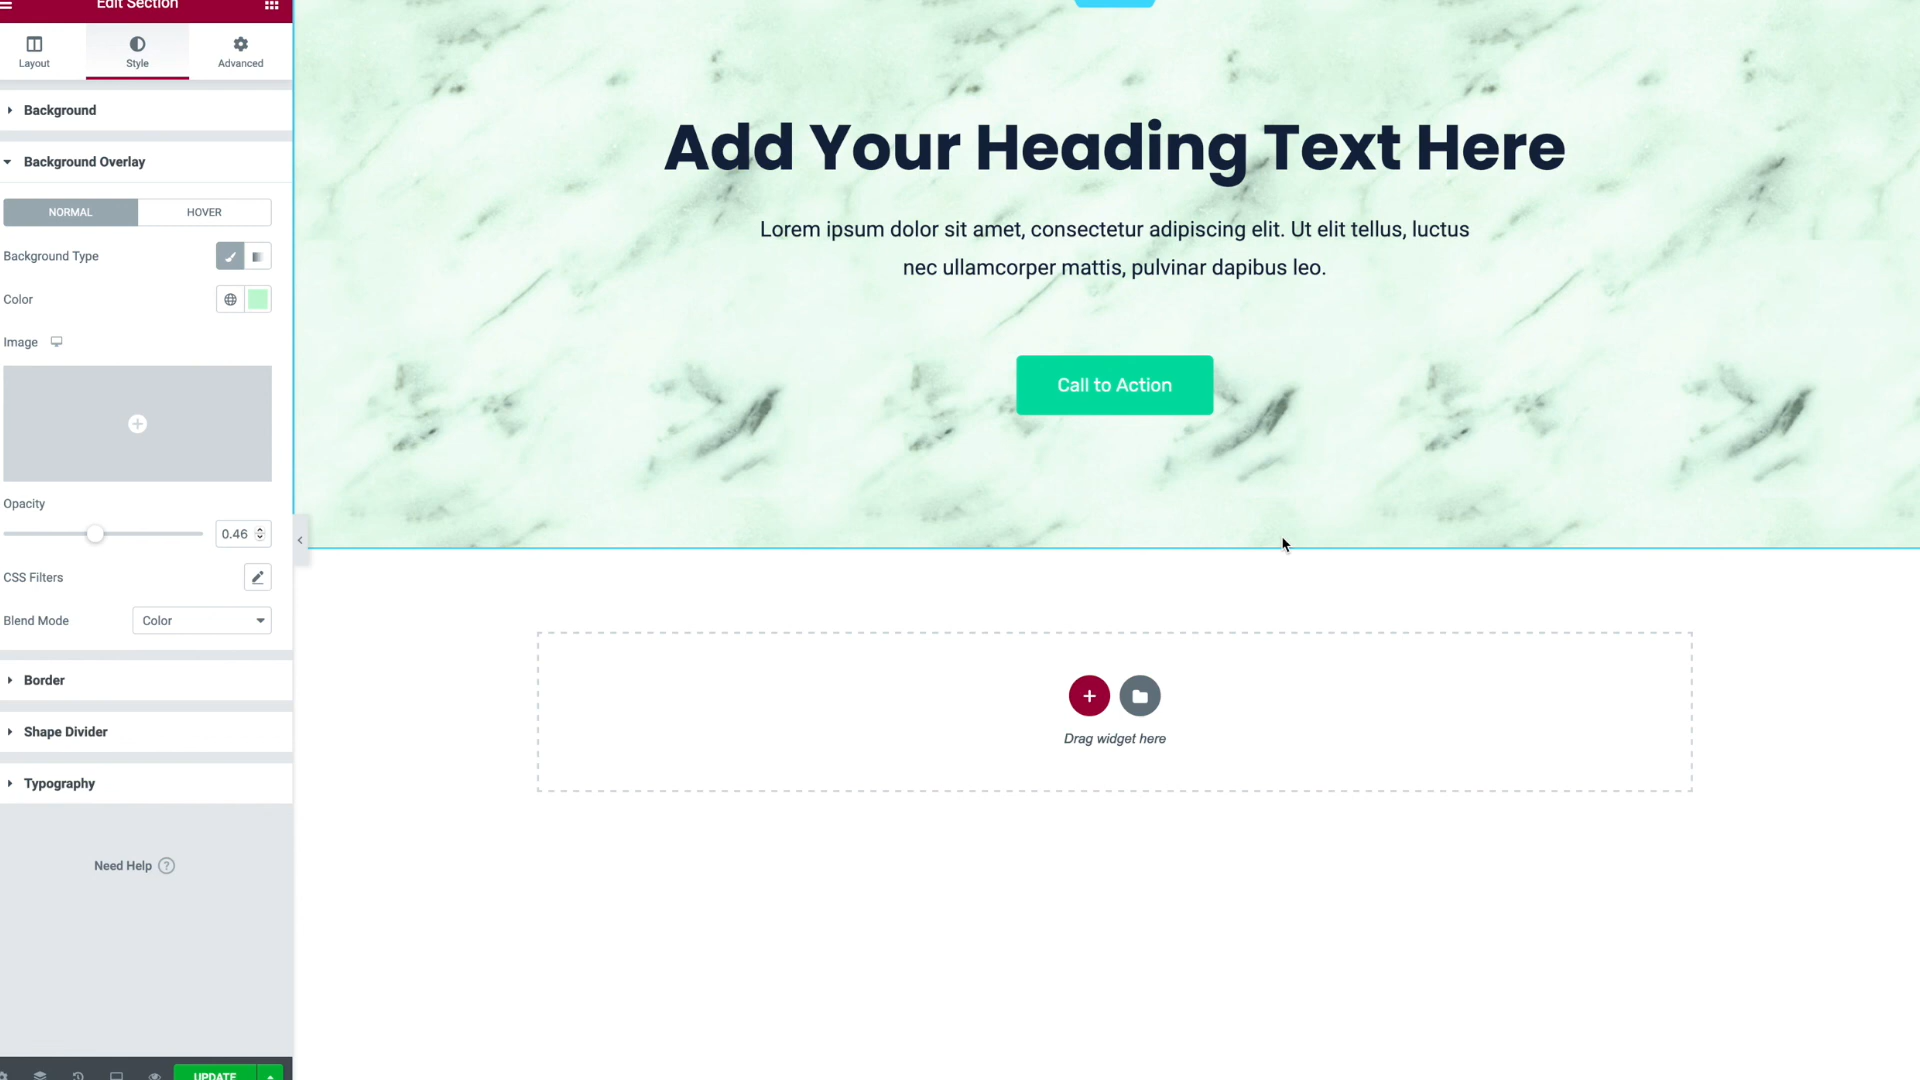 Edit Section
Layout
Style
Advanced
Background
Background Overlay
NORMAL
HOVER
Background Type
Color
Image
Opacity
0.46
CSS Filters
Blend Mode
Color
Border
Shape Divider
Typography
Need Help ?
UPDATE
Add Your Heading Text Here
Lorem ipsum dolor sit amet, consectetur adipiscing elit. Ut elit tellus, luctus
nec ullamcorper mattis, pulvinar dapibus leo.
Call to Action
Drag widget here